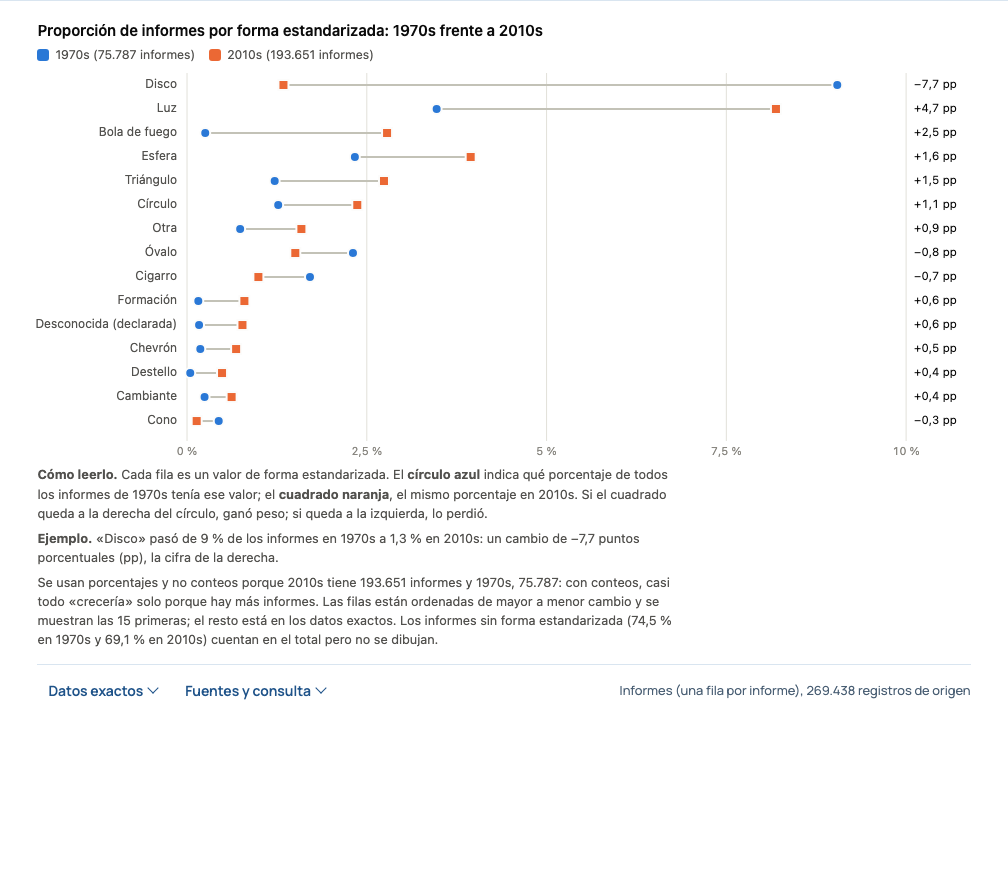 Proporción de informes por forma estandarizada: 1970s frente a 2010s
1970s (75.787 informes) 2010s (193.651 informes)
Disco −7,7 pp
Luz +4,7 pp
Bola de fuego +2,5 pp
Esfera +1,6 pp
Triángulo +1,5 pp
Círculo +1,1 pp
Otra +0,9 pp
Óvalo −0,8 pp
Cigarro −0,7 pp
Formación +0,6 pp
Desconocida (declarada) +0,6 pp
Chevrón +0,5 pp
Destello +0,4 pp
Cambiante +0,4 pp
Cono −0,3 pp
0 % 2,5 % 5 % 7,5 % 10 %
Cómo leerlo. Cada fila es un valor de forma estandarizada. El círculo azul indica qué porcentaje de todos
los informes de 1970s tenía ese valor; el cuadrado naranja, el mismo porcentaje en 2010s. Si el cuadrado
queda a la derecha del círculo, ganó peso; si queda a la izquierda, lo perdió.
Ejemplo. «Disco» pasó de 9 % de los informes en 1970s a 1,3 % en 2010s: un cambio de −7,7 puntos
porcentuales (pp), la cifra de la derecha.
Se usan porcentajes y no conteos porque 2010s tiene 193.651 informes y 1970s, 75.787: con conteos, casi
todo «crecería» solo porque hay más informes. Las filas están ordenadas de mayor a menor cambio y se
muestran las 15 primeras; el resto está en los datos exactos. Los informes sin forma estandarizada (74,5 %
en 1970s y 69,1 % en 2010s) cuentan en el total pero no se dibujan.
Datos exactos Fuentes y consulta Informes (una fila por informe), 269.438 registros de origen